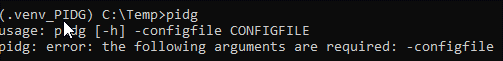 (.venv_PIDG) C:\Temp>pidg
usage: pidg [-h] -configfile CONFIGFILE
pidg: error: the following arguments are required: -configfile